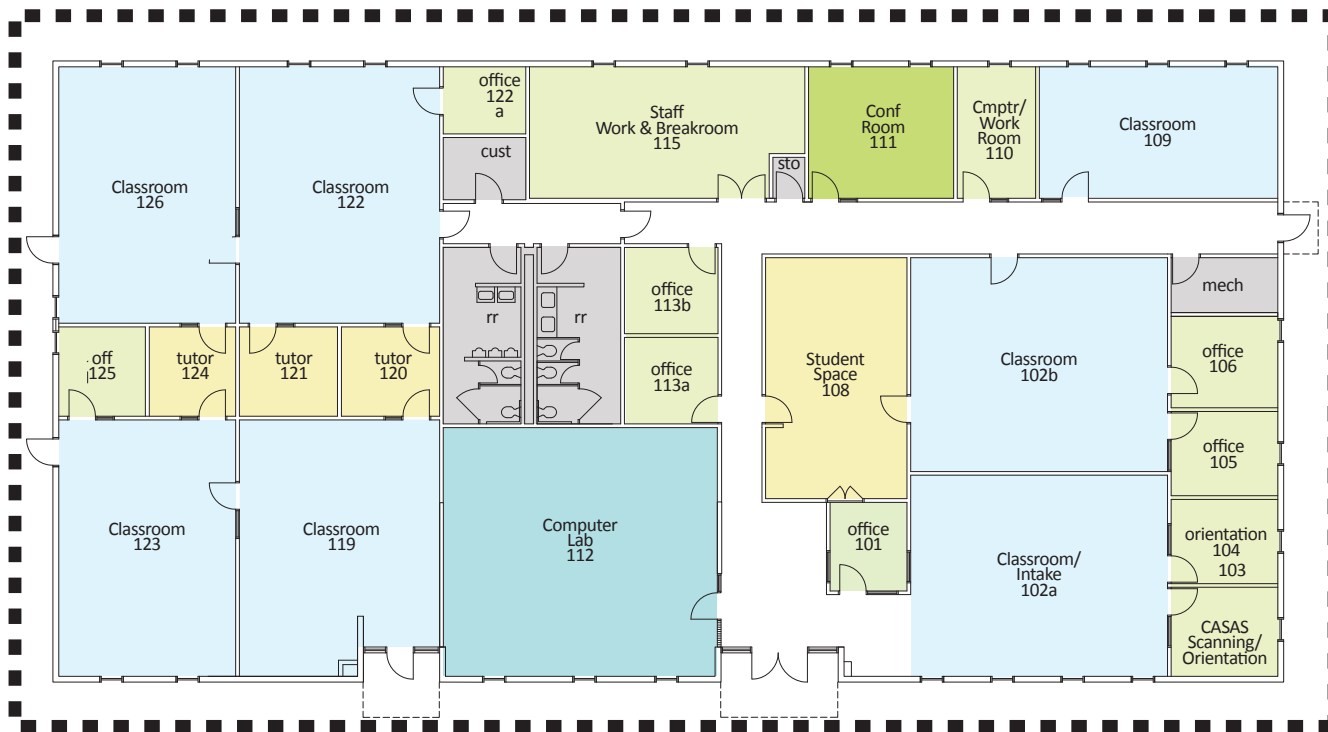 office
122
a
Staff
Work & Breakroom
115
Conf
Room
111
Cmptr/
Work
Room
110
Classroom
109
cust
sto
Classroom
126
Classroom
122
office
113b
mech
rr
rr
off
125
tutor
124
tutor
121
tutor
120
office
113a
Student
Space
108
Classroom
102b
office
106
office
105
Classroom
123
Classroom
119
Computer
Lab
112
office
101
Classroom/
Intake
102a
orientation
104
103
CASAS
Scanning/
Orientation